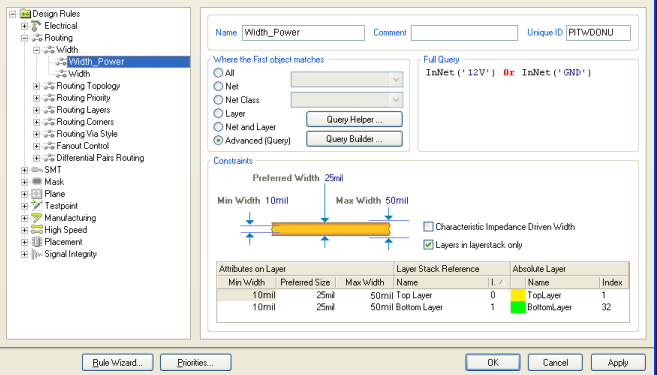 Design Rules
Electrical
Routing
Width
Width_Power
Width
Routing Topology
Routing Priority
Routing Layers
Routing Corners
Routing Via Style
Fanout Control
Differential Pairs Routing
SMT
Mask
Plane
Testpoint
Manufacturing
High Speed
Placement
Signal Integrity
Name Width_Power Comment Unique ID PITWDONU
Where the First object matches
All
Net
Net Class
Layer
Net and Layer
Advanced (Query)
Query Helper ...
Query Builder ...
Full Query
InNet('12V') Or InNet('GND')
Constraints
Preferred Width 25mil
Min Width 10mil Max Width 50mil
Characteristic Impedance Driven Width
Layers in layerstack only
Attributes on Layer Layer Stack Reference Absolute Layer
Min Width Preferred Size Max Width Name I. Name Index
10mil 25mil 50mil Top Layer 0 TopLayer 1
10mil 25mil 50mil Bottom Layer 1 BottomLayer 32
Rule Wizard... Priorities... OK Cancel Apply